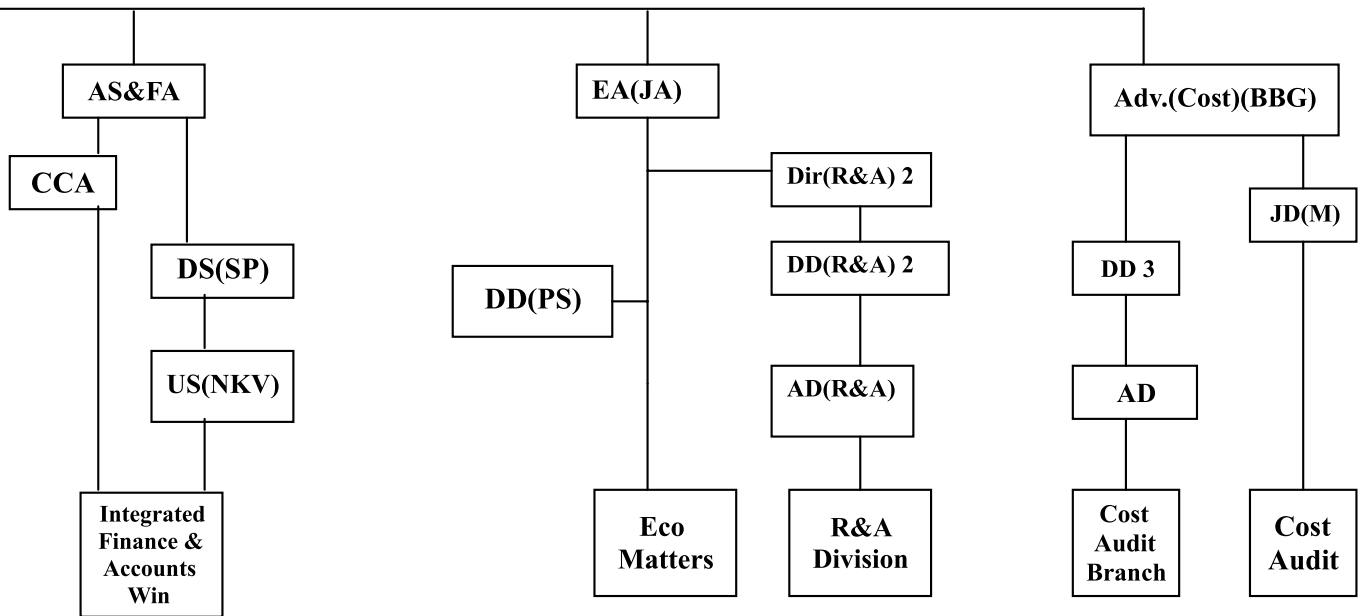 AS&FA
EA(JA)
Adv.(Cost)(BBG)
CCA
Dir(R&A) 2
JD(M)
DS(SP)
DD(PS)
DD(R&A) 2
DD 3
US(NKV)
AD(R&A)
AD
Integrated
Finance &
Accounts
Win
Eco
Matters
R&A
Division
Cost
Audit
Branch
Cost
Audit